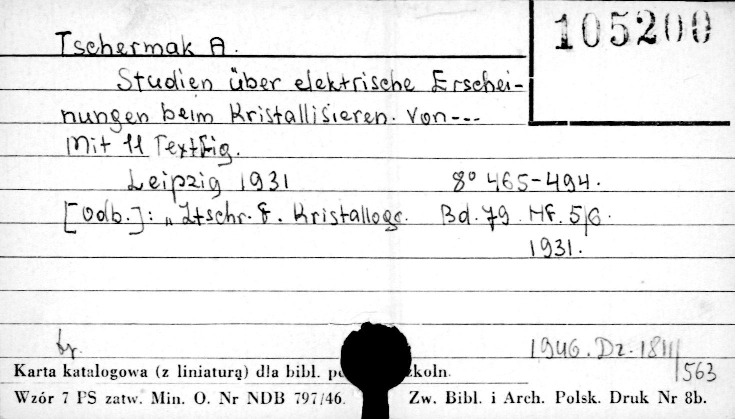 105200
Tschermak A.
Studien über elektrische Erschei-
nungen beim Kristallisieren. Von---
Mit 11 Textfig.
Leipzig 1931 8° 465-494.
[Odb.]: „Ztschr. f. Kristallogr. Bd. 79. Hf. 5/6.
1931.
1946. Dz. 181/
563
Karta katalogowa (z liniaturą) dla bibl. koln.
Wzór 7 PS zatw. Min. O. Nr NDB 797/46. Zw. Bibl. i Arch. Polsk. Druk Nr 8b.